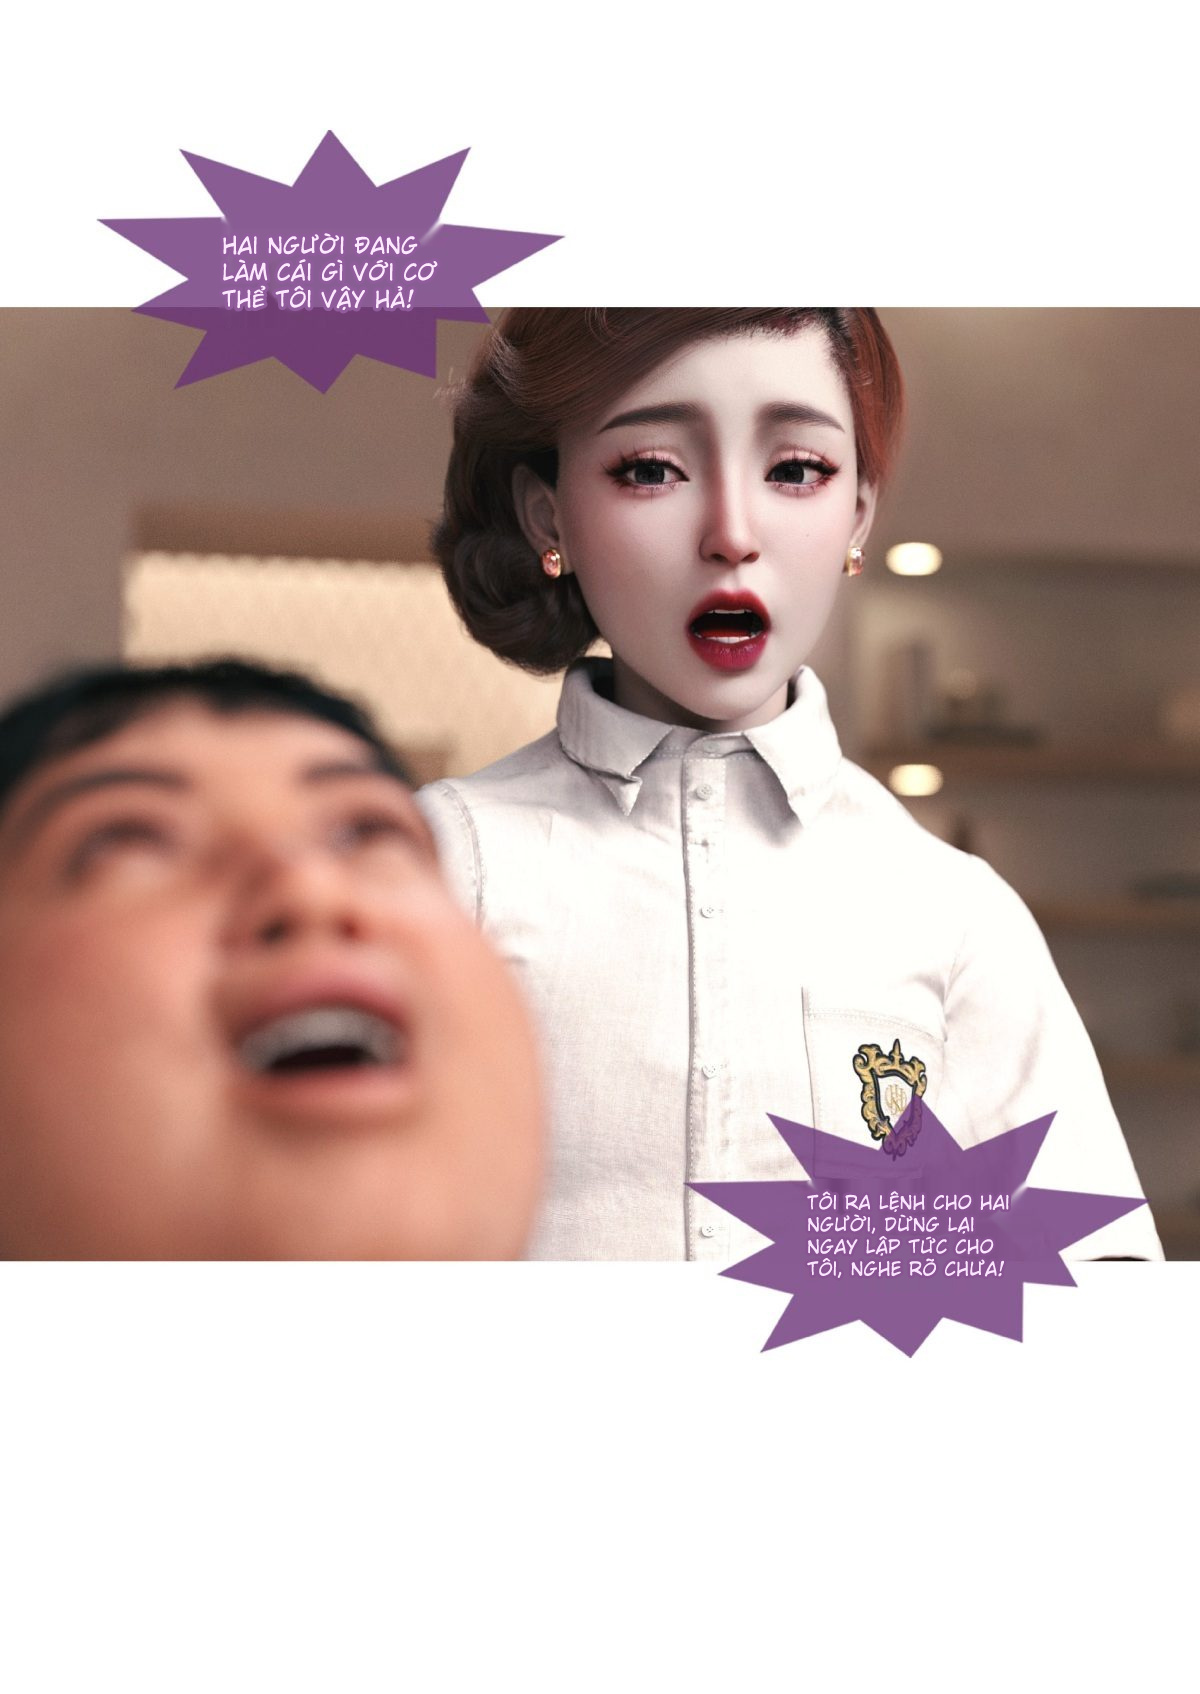 HAI NGƯỜI ĐANG
LÀM CÁI GÌ VỚI CƠ
THỂ TÔI VẬY HẢ!
TÔI RA LỆNH CHO HAI
NGƯỜI, DỪNG LẠI
NGAY LẬP TỨC CHO
TÔI, NGHE RÕ CHƯA!